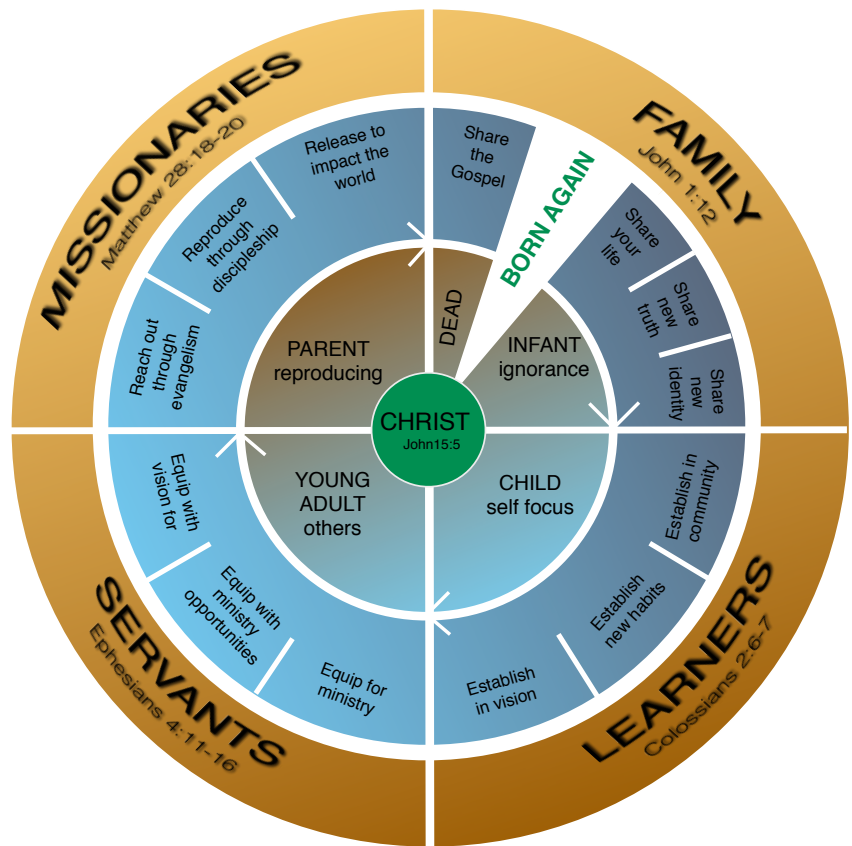 MISSIONARIES
Matthew 28:18-20
FAMILY
John 1:12
Release to
impact the
world
Share
the
Gospel
BORN AGAIN
Share
your
life
Share
new
truth
Share
new
identity
Reproduce
through
discipleship
Reach out
through
evangelism
PARENT
reproducing
DEAD
INFANT
ignorance
CHRIST
John15:5
YOUNG
ADULT
others
CHILD
self focus
Equip with
vision for
Equip with
ministry
opportunities
Equip for
ministry
Establish
in vision
Establish
new habits
Establish in
community
SERVANTS
Ephesians 4:11-16
LEARNERS
Colossians 2:6-7